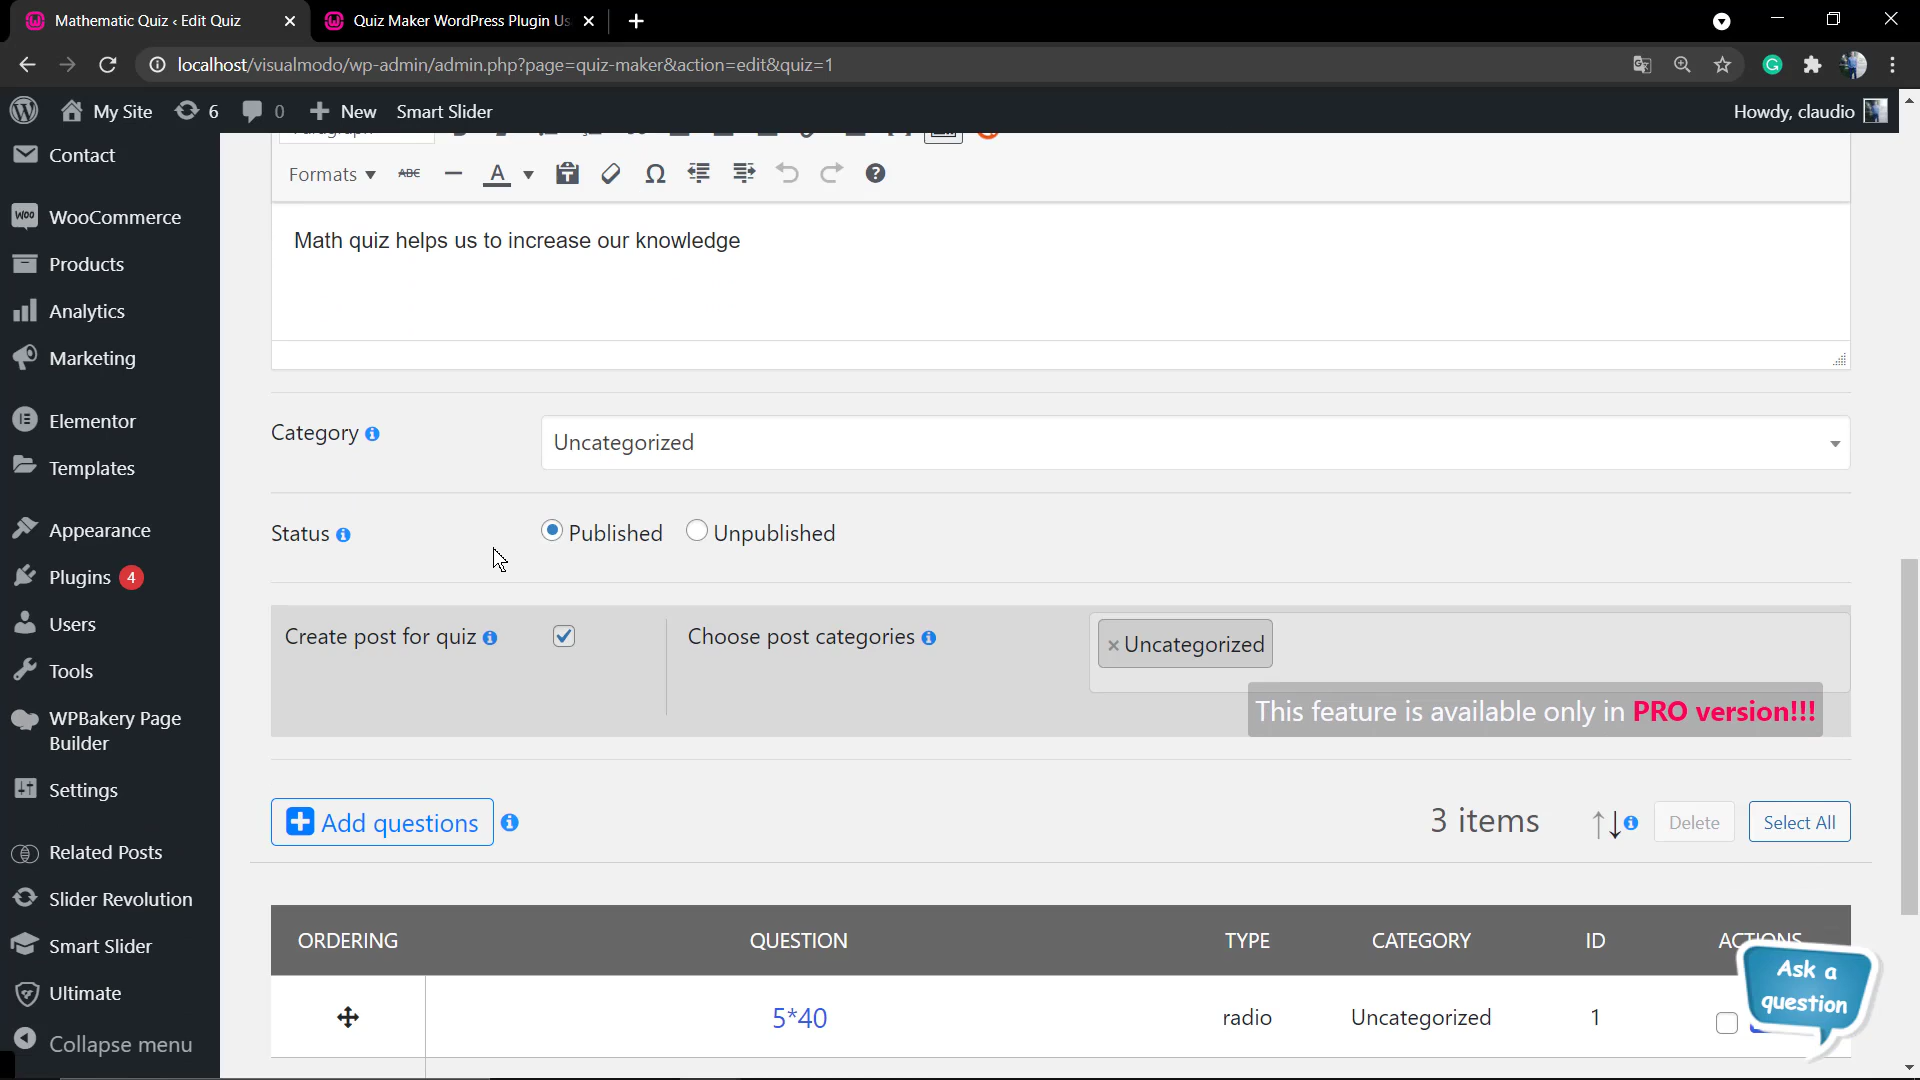 Mathematic Quiz ‹ Edit Quiz
Quiz Maker WordPress Plugin Us
localhost/visualmodo/wp-admin/admin.php?page=quiz-maker&action=edit&quiz=1
My Site
6
0
New
Smart Slider
Howdy, claudio
Contact
WooCommerce
Products
Analytics
Marketing
Elementor
Templates
Appearance
Plugins 4
Users
Tools
WPBakery Page
Builder
Settings
Related Posts
Slider Revolution
Smart Slider
Ultimate
Collapse menu
Paragraph
Formats
ABC
A
Ω
Math quiz helps us to increase our knowledge
Category
Uncategorized
Status
Published
Unpublished
Create post for quiz
Choose post categories
× Uncategorized
This feature is available only in PRO version!!!
Add questions
3 items
Delete
Select All
ORDERING
QUESTION
TYPE
CATEGORY
ID
ACTIONS
5*40
radio
Uncategorized
1
Ask a
question